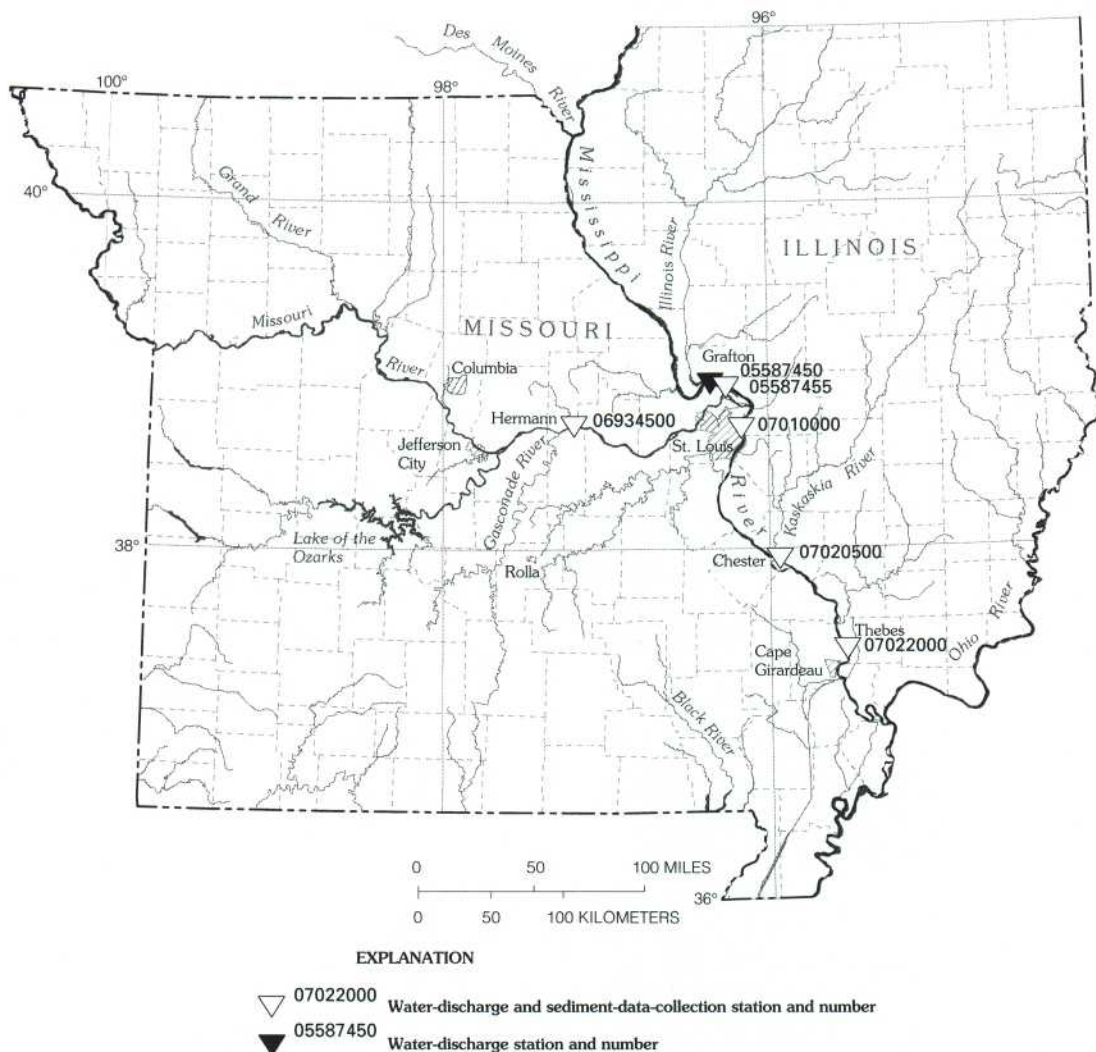 96°
Des Moines River
100°
98°
40°
Grand River
Mississippi
Illinois River
ILLINOIS
Missouri
MISSOURI
River
Columbia
Grafton
05587450
05587455
Hermann
06934500
07010000
Jefferson
City
St. Louis
Gasconade River
River
Kaskaskia River
Lake of the
Ozarks
38°
Rolla
Chester
07020500
Thebes
07022000
Ohio River
Cape
Girardeau
Black River
0 50 100 MILES
0 50 100 KILOMETERS
36°
EXPLANATION
07022000 Water-discharge and sediment-data-collection station and number
05587450 Water-discharge station and number